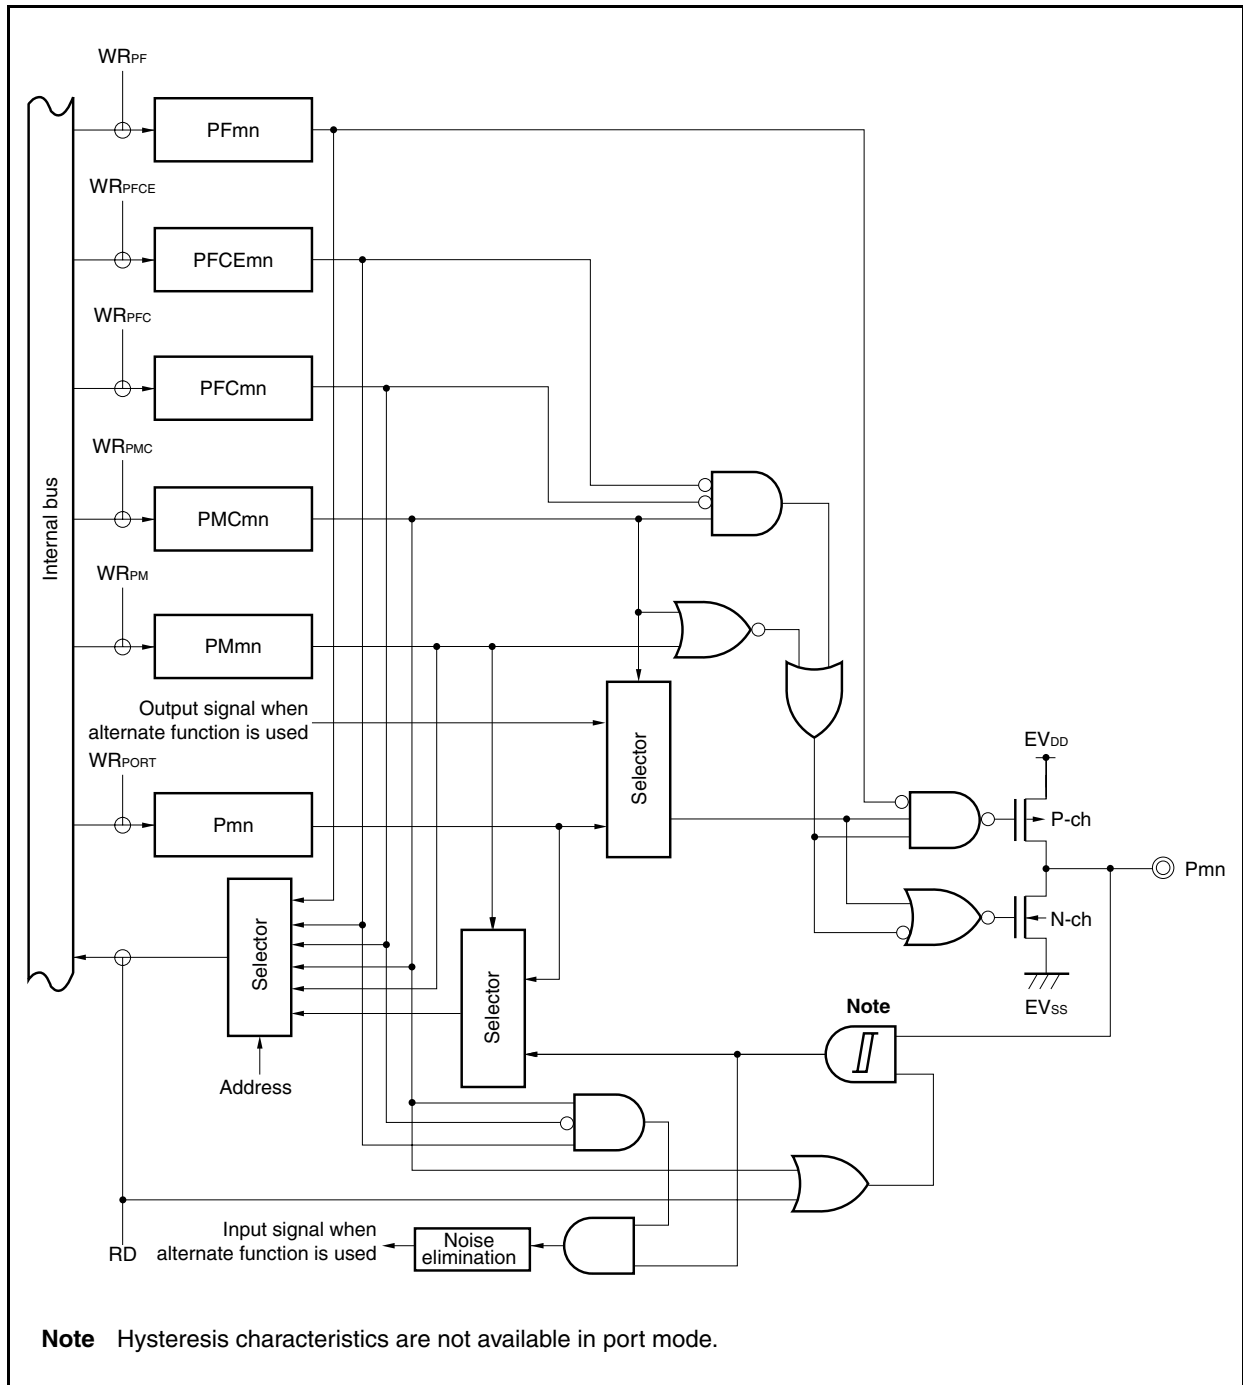 WRPF
PFmn
WRPFCE
PFCEmn
WRPFC
PFCmn
WRPMC
PMCmn
Internal bus
WRPM
PMmn
Output signal when
alternate function is used
WRPORT
Pmn
Selector
EVDD
P-ch
Pmn
N-ch
EVSS
Selector
Selector
Address
Note
RD
Input signal when
alternate function is used
Noise
elimination
Note Hysteresis characteristics are not available in port mode.